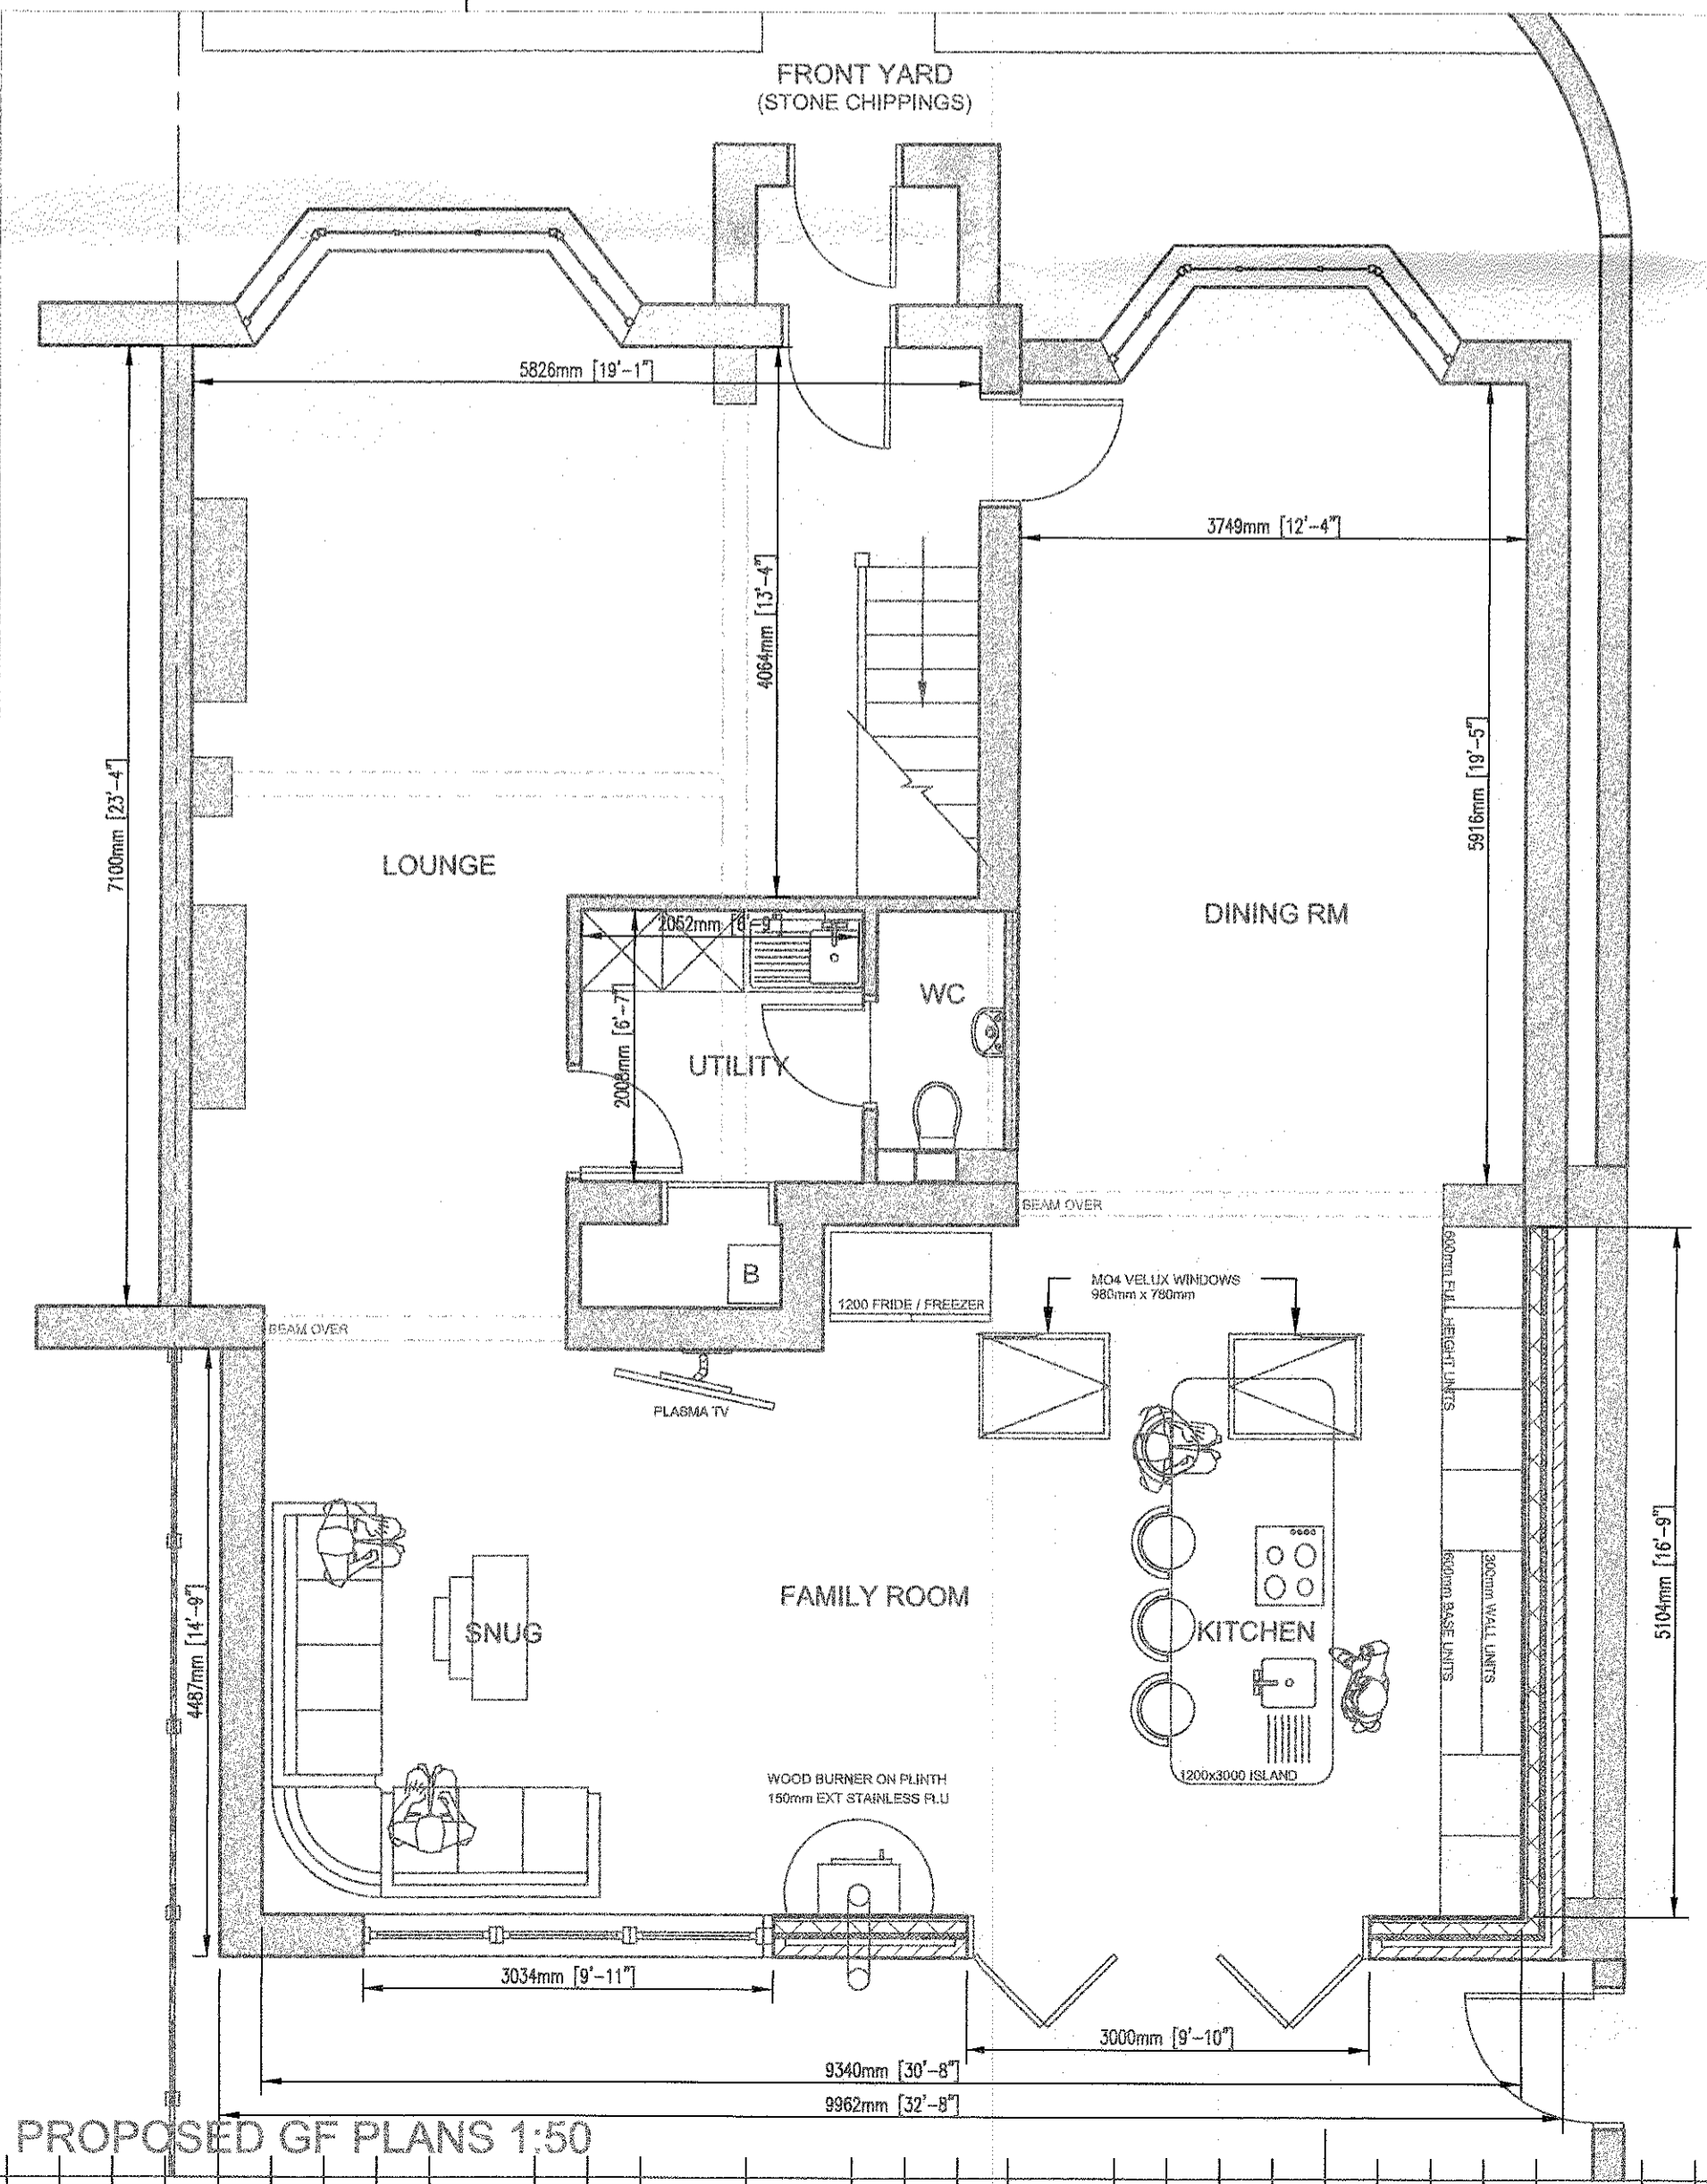 FRONT YARD
(STONE CHIPPINGS)
5826mm [19'-1"]
3749mm [12'-4"]
4064mm [13'-4"]
7100mm [23'-4"]
5916mm [19'-5"]
LOUNGE
DINING RM
2052mm [6'-9"]
WC
2008mm [6'-7"]
UTILITY
BEAM OVER
B
MO4 VELUX WINDOWS
980mm x 780mm
1200 FRIDE / FREEZER
600mm FULL HEIGHT UNITS
BEAM OVER
PLASMA TV
FAMILY ROOM
SNUG
KITCHEN
600mm BASE UNITS
300mm WALL UNITS
5104mm [16'-9"]
4487mm [14'-9"]
WOOD BURNER ON PLINTH
150mm EXT STAINLESS FLU
1200x3000 ISLAND
3034mm [9'-11"]
3000mm [9'-10"]
9340mm [30'-8"]
9962mm [32'-8"]
PROPOSED GF PLANS 1:50